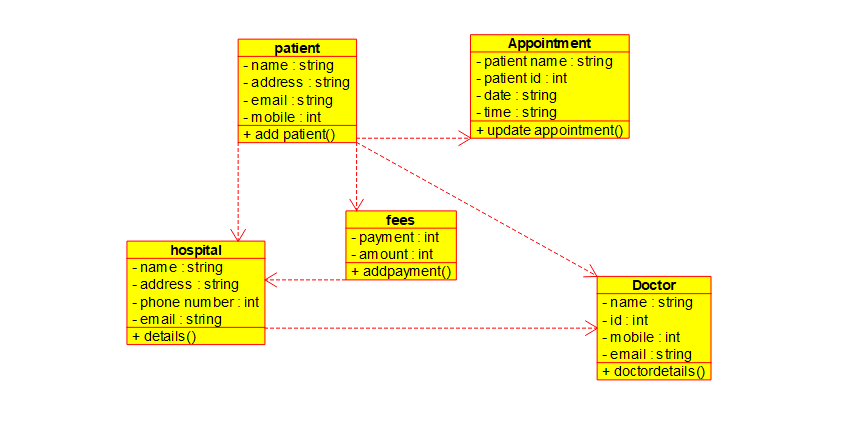 patient
- name : string
- address : string
- email : string
- mobile : int
+ add patient()
Appointment
- patient name : string
- patient id : int
- date : string
- time : string
+ update appointment()
fees
- payment : int
- amount : int
+ addpayment()
hospital
- name : string
- address : string
- phone number : int
- email : string
+ details()
Doctor
- name : string
- id : int
- mobile : int
- email : string
+ doctordetails()